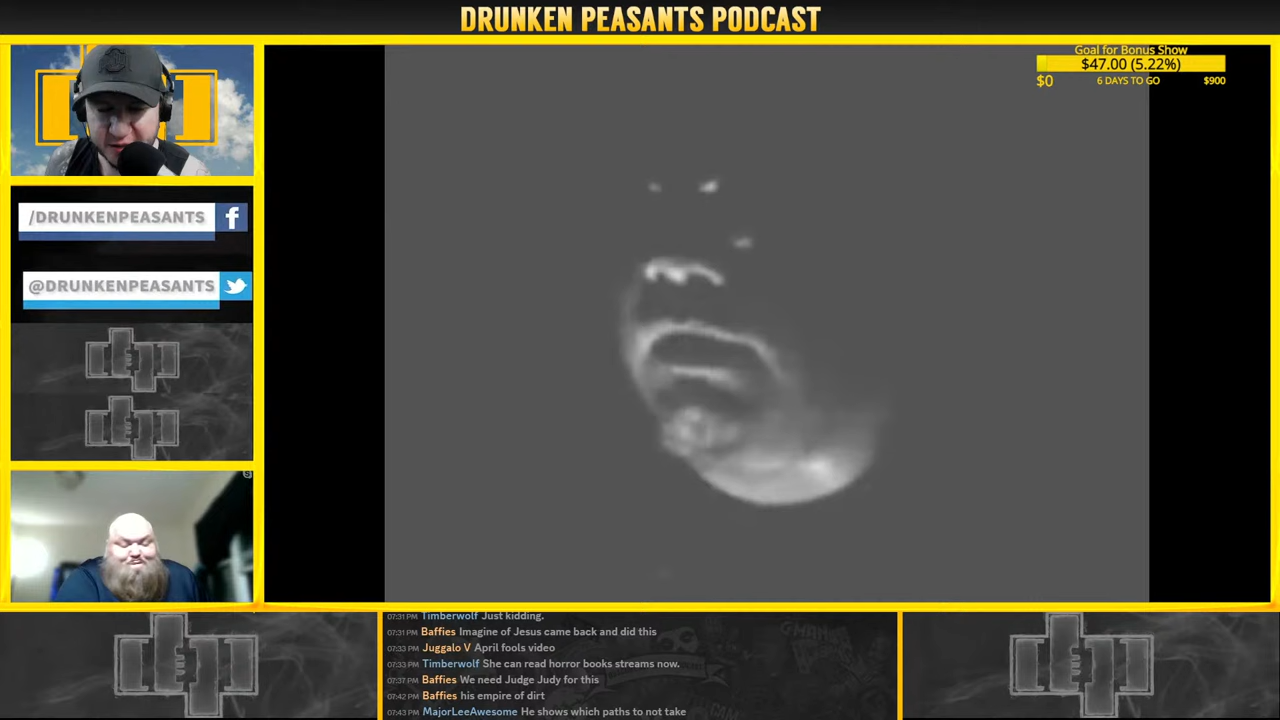 DRUNKEN PEASANTS PODCAST
Goal for Bonus Show
$47.00 (5.22%)
$0 6 DAYS TO GO $900
/DRUNKENPEASANTS
@DRUNKENPEASANTS
07:31 PM Timberwolf Just kidding.
07:31 PM Baffies Imagine of Jesus came back and did this
07:33 PM Juggalo V April fools video
07:33 PM Timberwolf She can read horror books streams now.
07:37 PM Baffies We need Judge Judy for this
07:42 PM Baffies his empire of dirt
07:43 PM MajorLeeAwesome He shows which paths to not take